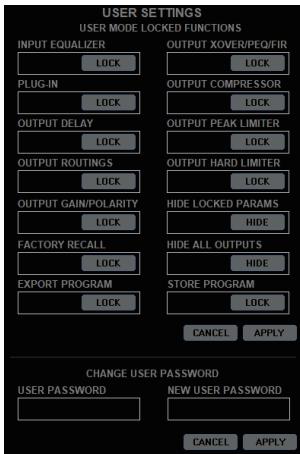 USER SETTINGS
USER MODE LOCKED FUNCTIONS
INPUT EQUALIZER OUTPUT XOVER/PEQ/FIR
LOCK LOCK
PLUG-IN OUTPUT COMPRESSOR
LOCK LOCK
OUTPUT DELAY OUTPUT PEAK LIMITER
LOCK LOCK
OUTPUT ROUTINGS OUTPUT HARD LIMITER
LOCK LOCK
OUTPUT GAIN/POLARITY HIDE LOCKED PARAMS
LOCK HIDE
FACTORY RECALL HIDE ALL OUTPUTS
LOCK HIDE
EXPORT PROGRAM STORE PROGRAM
LOCK LOCK
CANCEL APPLY
CHANGE USER PASSWORD
USER PASSWORD NEW USER PASSWORD
CANCEL APPLY